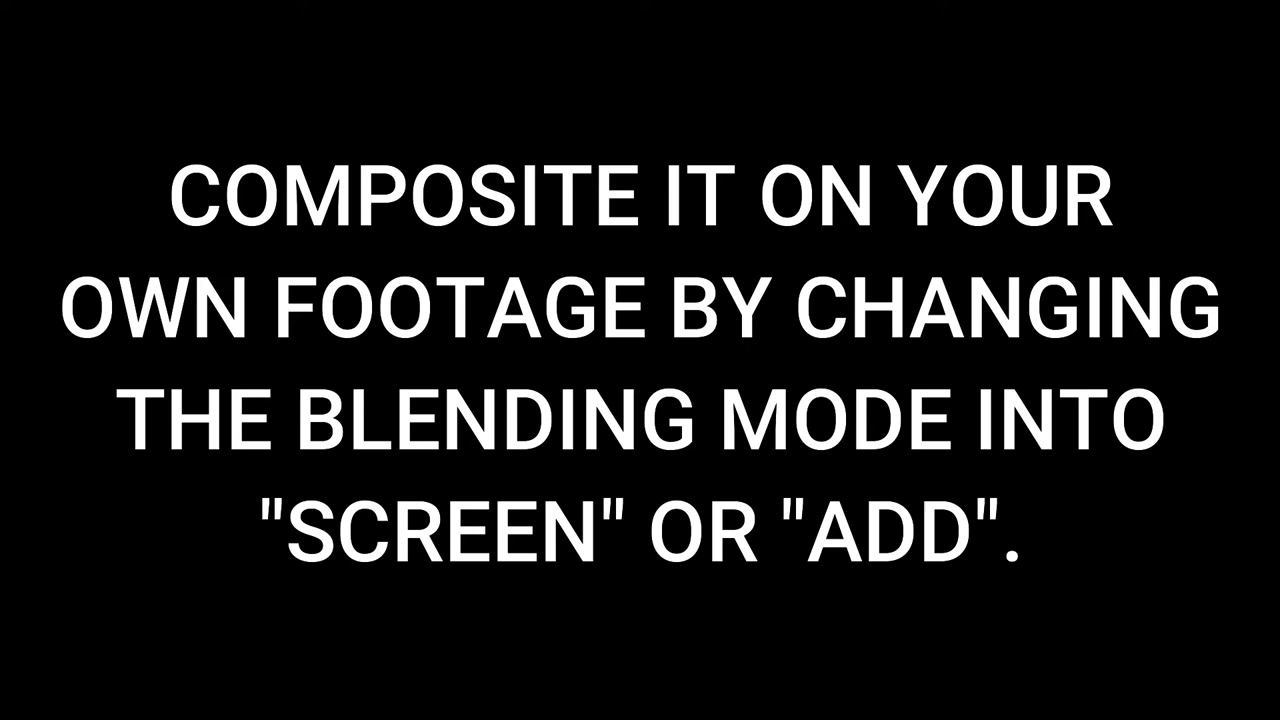 COMPOSITE IT ON YOUR
OWN FOOTAGE BY CHANGING
THE BLENDING MODE INTO
"SCREEN" OR "ADD".